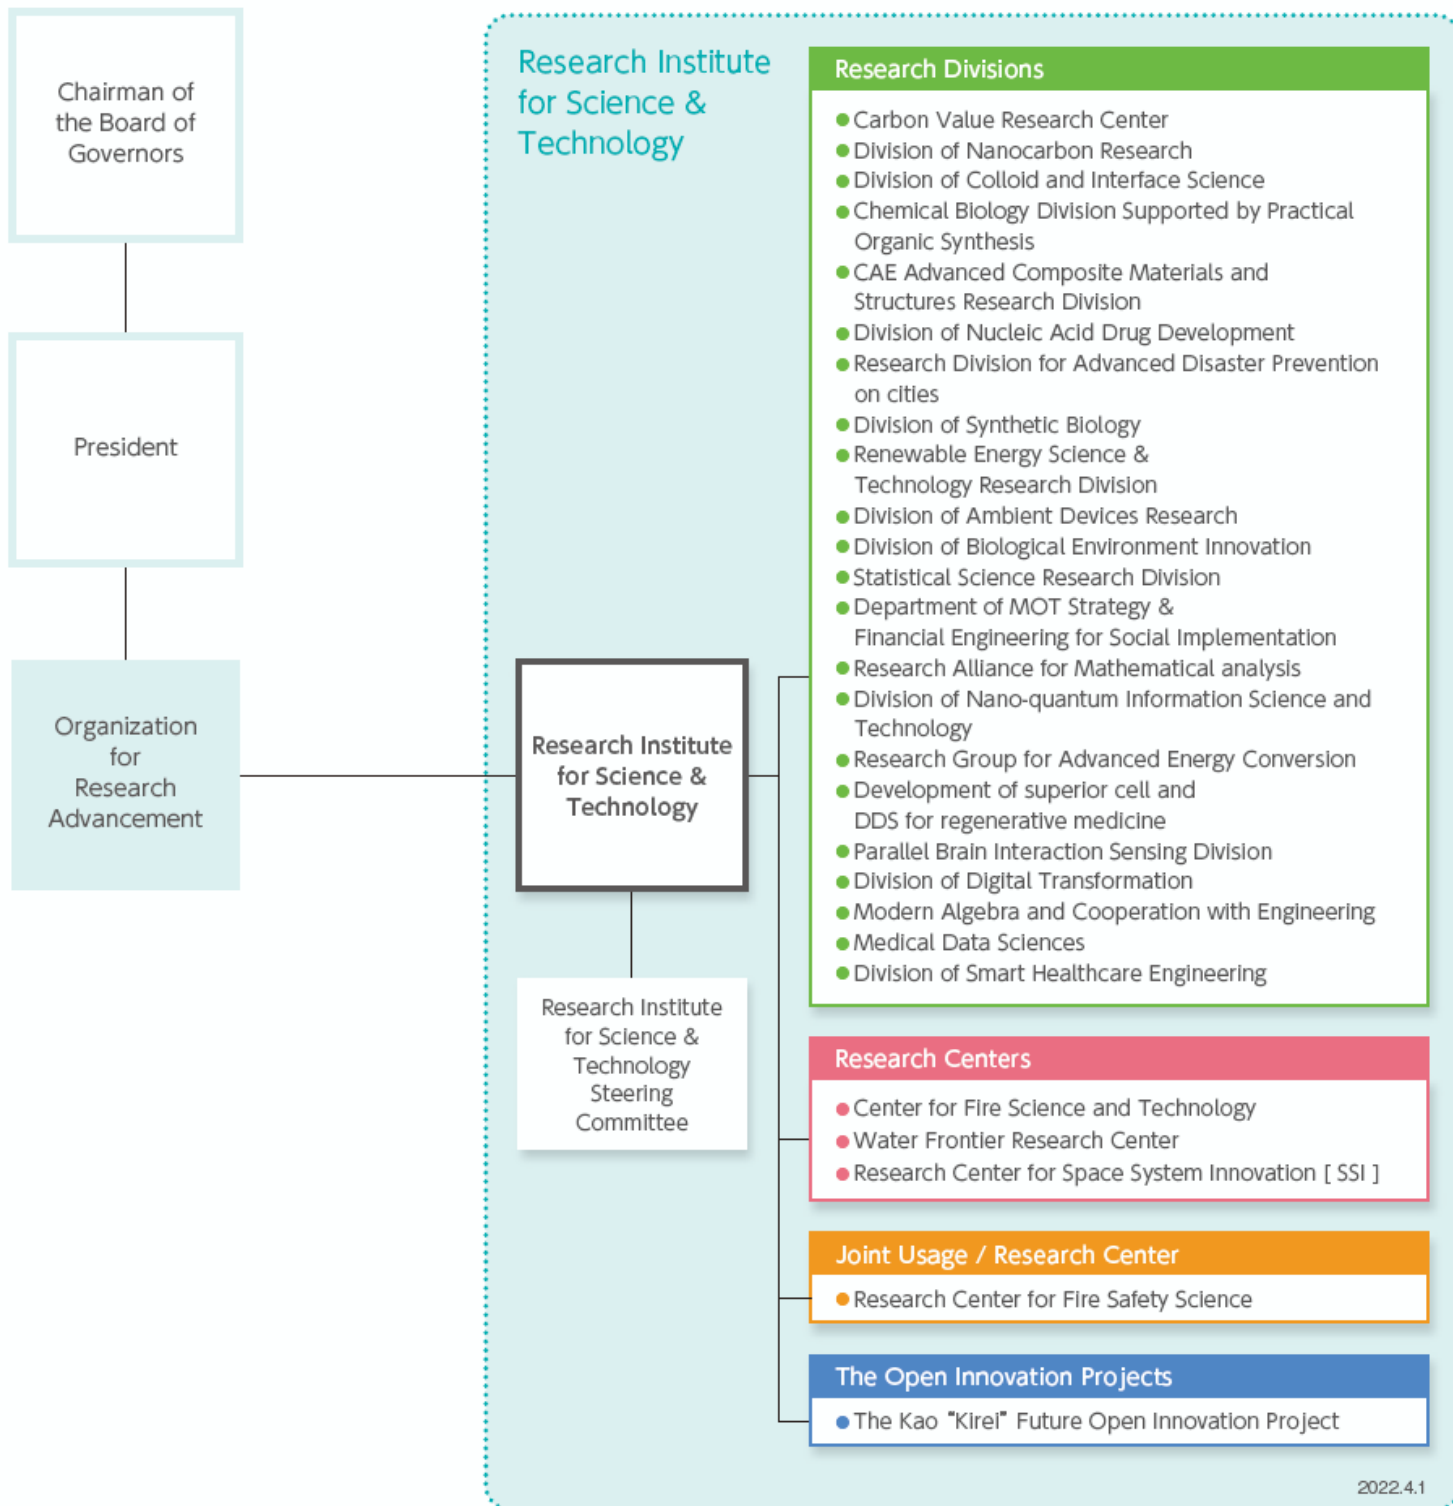 Chairman of
the Board of
Governors
President
Organization
for
Research
Advancement
Research Institute
for Science &
Technology
Research Institute
for Science &
Technology
Research Institute
for Science &
Technology
Steering
Committee
Research Divisions
●Carbon Value Research Center
●Division of Nanocarbon Research
●Division of Colloid and Interface Science
●Chemical Biology Division Supported by Practical
Organic Synthesis
●CAE Advanced Composite Materials and
Structures Research Division
●Division of Nucleic Acid Drug Development
●Research Division for Advanced Disaster Prevention
on cities
●Division of Synthetic Biology
●Renewable Energy Science &
Technology Research Division
●Division of Ambient Devices Research
●Division of Biological Environment Innovation
●Statistical Science Research Division
●Department of MOT Strategy &
Financial Engineering for Social Implementation
●Research Alliance for Mathematical analysis
●Division of Nano-quantum Information Science and
Technology
●Research Group for Advanced Energy Conversion
●Development of superior cell and
DDS for regenerative medicine
●Parallel Brain Interaction Sensing Division
●Division of Digital Transformation
●Modern Algebra and Cooperation with Engineering
●Medical Data Sciences
●Division of Smart Healthcare Engineering
Research Centers
●Center for Fire Science and Technology
●Water Frontier Research Center
●Research Center for Space System Innovation [ SSI ]
Joint Usage / Research Center
●Research Center for Fire Safety Science
The Open Innovation Projects
●The Kao "Kirei" Future Open Innovation Project
2022.4.1